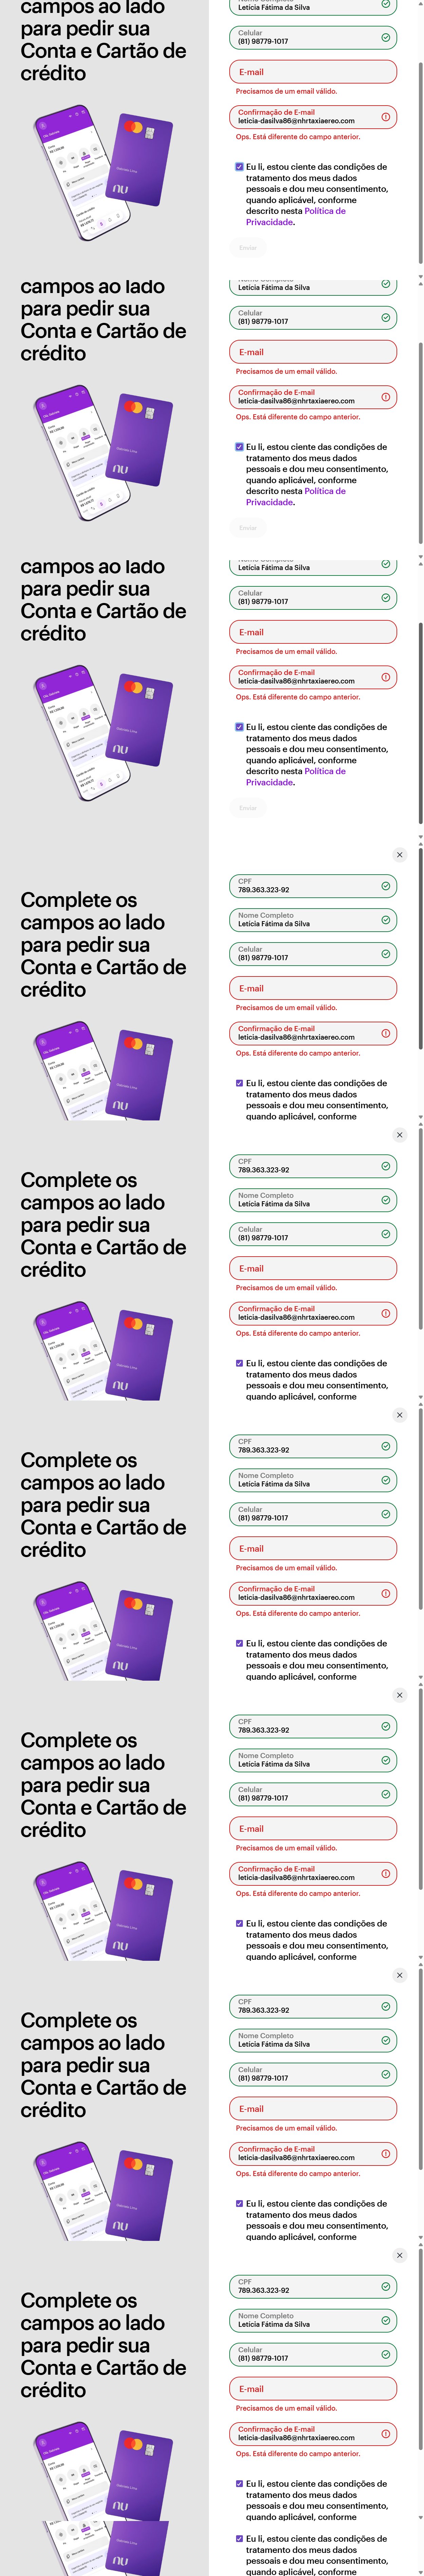 campos ao lado
para pedir sua
Conta e Cartão de
crédito
nu
Nome Completo
Letícia Fátima da Silva
Celular
(81) 98779-1017
E-mail
Precisamos de um email válido.
Confirmação de E-mail
leticia-dasilva86@nhrtaxiaereo.com
Ops. Está diferente do campo anterior.
Eu li, estou ciente das condições de
tratamento dos meus dados
pessoais e dou meu consentimento,
quando aplicável, conforme
descrito nesta Política de
Privacidade.
Enviar
campos ao lado
para pedir sua
Conta e Cartão de
crédito
nu
Nome Completo
Letícia Fátima da Silva
Celular
(81) 98779-1017
E-mail
Precisamos de um email válido.
Confirmação de E-mail
leticia-dasilva86@nhrtaxiaereo.com
Ops. Está diferente do campo anterior.
Eu li, estou ciente das condições de
tratamento dos meus dados
pessoais e dou meu consentimento,
quando aplicável, conforme
descrito nesta Política de
Privacidade.
Enviar
campos ao lado
para pedir sua
Conta e Cartão de
crédito
nu
Nome Completo
Letícia Fátima da Silva
Celular
(81) 98779-1017
E-mail
Precisamos de um email válido.
Confirmação de E-mail
leticia-dasilva86@nhrtaxiaereo.com
Ops. Está diferente do campo anterior.
Eu li, estou ciente das condições de
tratamento dos meus dados
pessoais e dou meu consentimento,
quando aplicável, conforme
descrito nesta Política de
Privacidade.
Enviar
Complete os
campos ao lado
para pedir sua
Conta e Cartão de
crédito
nu
CPF
789.363.323-92
Nome Completo
Letícia Fátima da Silva
Celular
(81) 98779-1017
E-mail
Precisamos de um email válido.
Confirmação de E-mail
leticia-dasilva86@nhrtaxiaereo.com
Ops. Está diferente do campo anterior.
Eu li, estou ciente das condições de
tratamento dos meus dados
pessoais e dou meu consentimento,
quando aplicável, conforme
Complete os
campos ao lado
para pedir sua
Conta e Cartão de
crédito
nu
CPF
789.363.323-92
Nome Completo
Letícia Fátima da Silva
Celular
(81) 98779-1017
E-mail
Precisamos de um email válido.
Confirmação de E-mail
leticia-dasilva86@nhrtaxiaereo.com
Ops. Está diferente do campo anterior.
Eu li, estou ciente das condições de
tratamento dos meus dados
pessoais e dou meu consentimento,
quando aplicável, conforme
Complete os
campos ao lado
para pedir sua
Conta e Cartão de
crédito
nu
CPF
789.363.323-92
Nome Completo
Letícia Fátima da Silva
Celular
(81) 98779-1017
E-mail
Precisamos de um email válido.
Confirmação de E-mail
leticia-dasilva86@nhrtaxiaereo.com
Ops. Está diferente do campo anterior.
Eu li, estou ciente das condições de
tratamento dos meus dados
pessoais e dou meu consentimento,
quando aplicável, conforme
Complete os
campos ao lado
para pedir sua
Conta e Cartão de
crédito
nu
CPF
789.363.323-92
Nome Completo
Letícia Fátima da Silva
Celular
(81) 98779-1017
E-mail
Precisamos de um email válido.
Confirmação de E-mail
leticia-dasilva86@nhrtaxiaereo.com
Ops. Está diferente do campo anterior.
Eu li, estou ciente das condições de
tratamento dos meus dados
pessoais e dou meu consentimento,
quando aplicável, conforme
Complete os
campos ao lado
para pedir sua
Conta e Cartão de
crédito
nu
CPF
789.363.323-92
Nome Completo
Letícia Fátima da Silva
Celular
(81) 98779-1017
E-mail
Precisamos de um email válido.
Confirmação de E-mail
leticia-dasilva86@nhrtaxiaereo.com
Ops. Está diferente do campo anterior.
Eu li, estou ciente das condições de
tratamento dos meus dados
pessoais e dou meu consentimento,
quando aplicável, conforme
Complete os
campos ao lado
para pedir sua
Conta e Cartão de
crédito
nu
CPF
789.363.323-92
Nome Completo
Letícia Fátima da Silva
Celular
(81) 98779-1017
E-mail
Precisamos de um email válido.
Confirmação de E-mail
leticia-dasilva86@nhrtaxiaereo.com
Ops. Está diferente do campo anterior.
Eu li, estou ciente das condições de
tratamento dos meus dados
pessoais e dou meu consentimento,
quando aplicável, conforme
nu
Eu li, estou ciente das condições de
tratamento dos meus dados
pessoais e dou meu consentimento,
quando aplicável, conforme